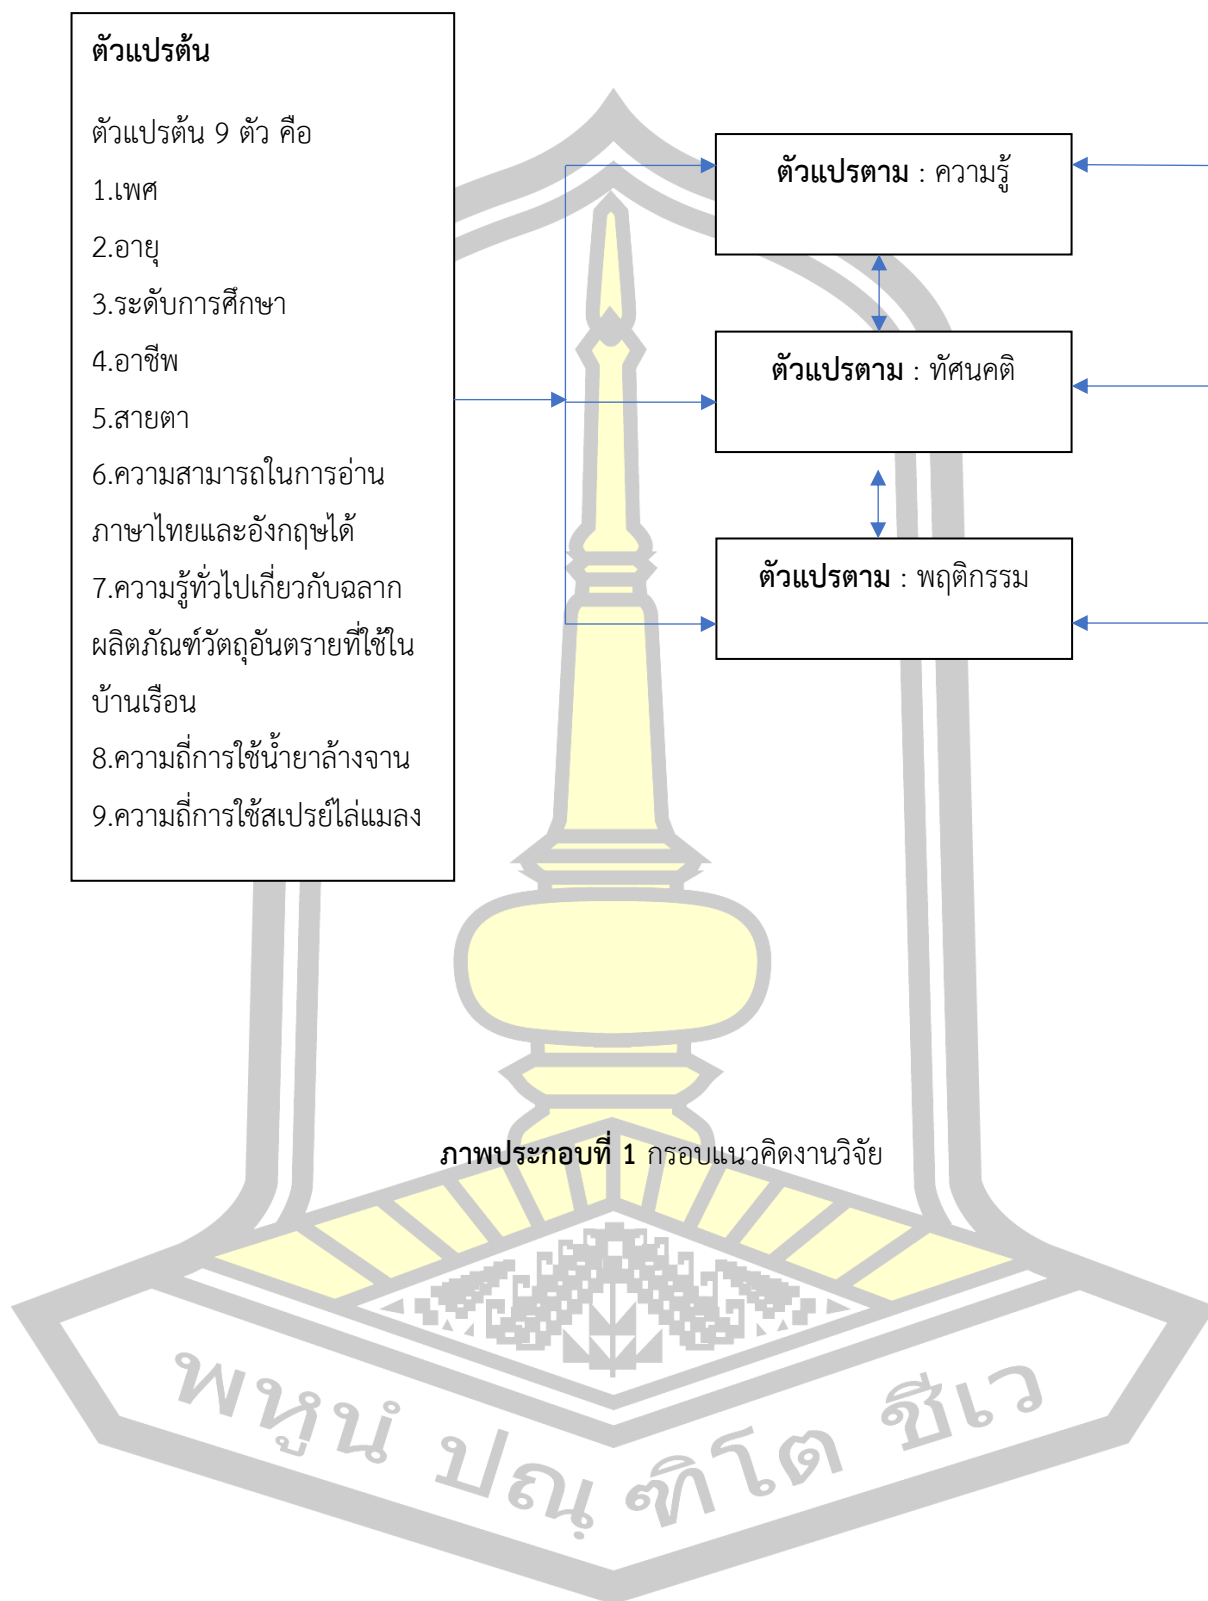 ตัวแปรต้น
ตัวแปรต้น 9 ตัว คือ
1.เพศ
2.อายุ
3.ระดับการศึกษา
4.อาชีพ
5.สายตา
6.ความสามารถในการอ่าน
ภาษาไทยและอังกฤษได้
7.ความรู้ทั่วไปเกี่ยวกับฉลาก
ผลิตภัณฑ์วัตถุอันตรายที่ใช้ใน
บ้านเรือน
8.ความถี่การใช้น้ำยาล้างจาน
9.ความถี่การใช้สเปรย์ไล่แมลง
ตัวแปรตาม : ความรู้
ตัวแปรตาม : ทัศนคติ
ตัวแปรตาม : พฤติกรรม
ภาพประกอบที่ 1 กรอบแนวคิดงานวิจัย
พหูนํ ปณฺ ฑิโต ชีเว